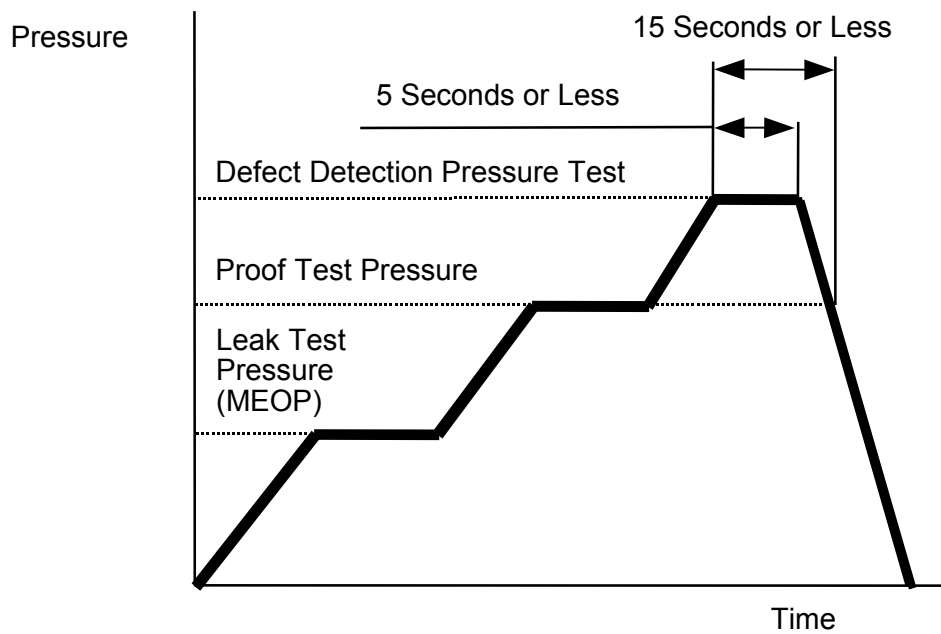 Pressure
15 Seconds or Less
5 Seconds or Less
Defect Detection Pressure Test
Proof Test Pressure
Leak Test
Pressure
(MEOP)
Time